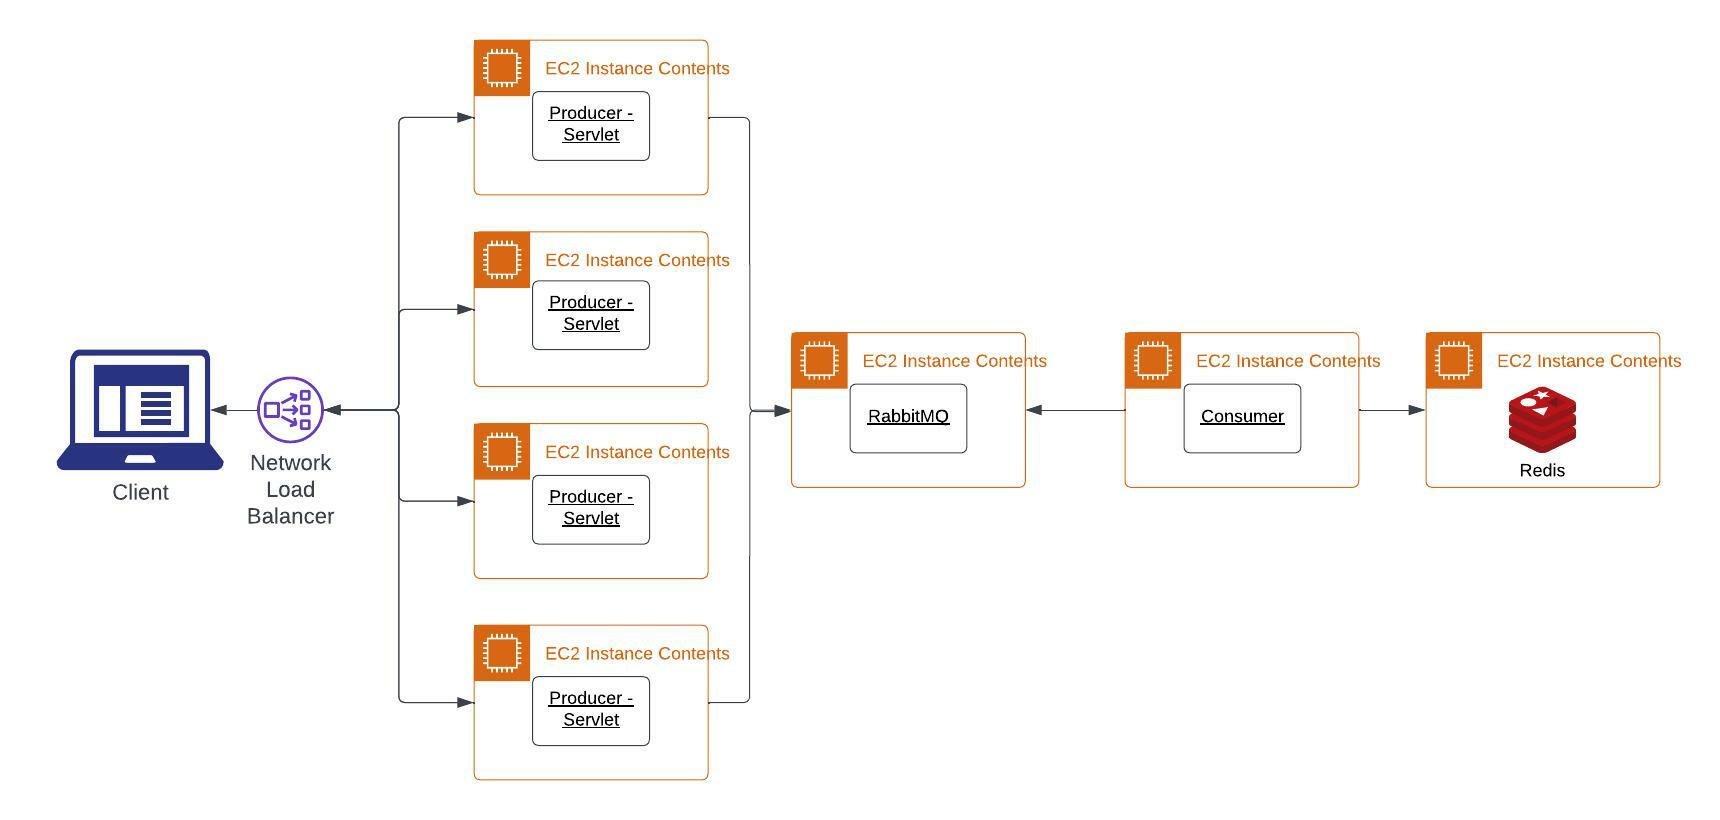 EC2 Instance Contents
Producer -
Servlet
EC2 Instance Contents
Producer -
Servlet
Client
Network
Load
Balancer
EC2 Instance Contents
Producer -
Servlet
EC2 Instance Contents
Producer -
Servlet
EC2 Instance Contents
RabbitMQ
EC2 Instance Contents
Consumer
EC2 Instance Contents
Redis